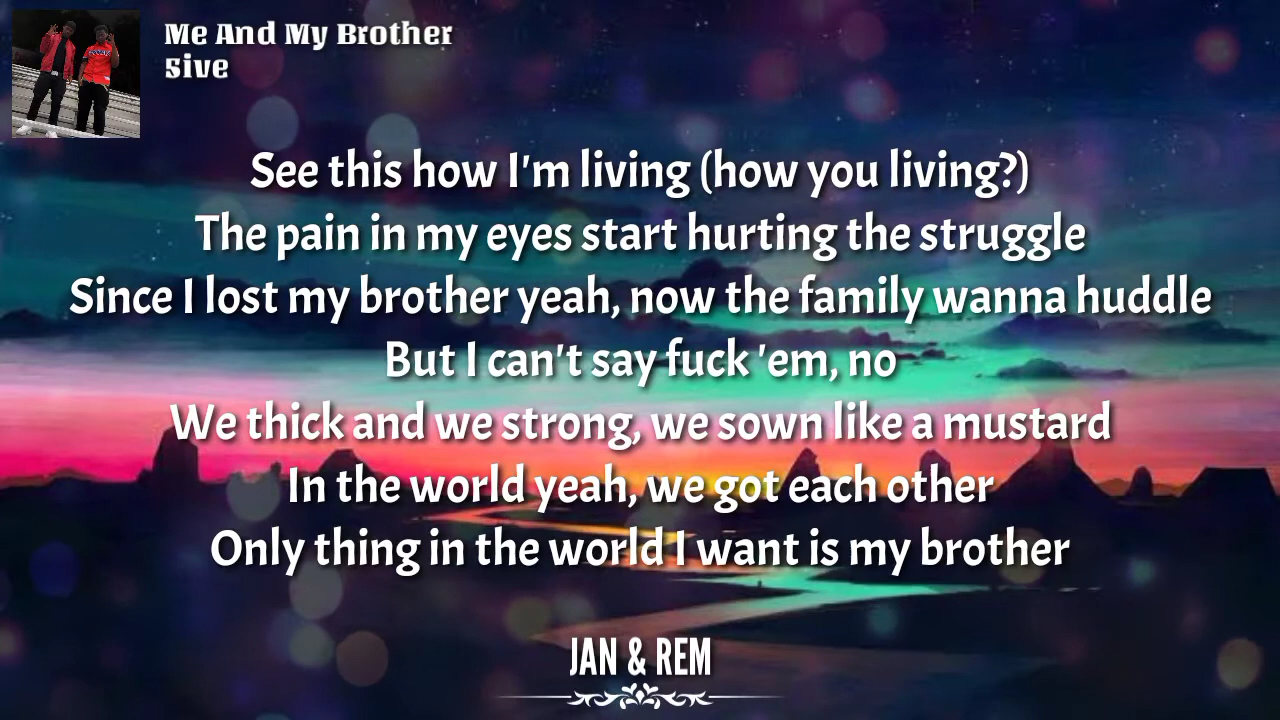 Me And My Brother
5ive
See this how I'm living (how you living?)
The pain in my eyes start hurting the struggle
Since I lost my brother yeah, now the family wanna huddle
But I can't say fuck 'em, no
We thick and we strong, we sown like a mustard
In the world yeah, we got each other
Only thing in the world I want is my brother
JAN & REM